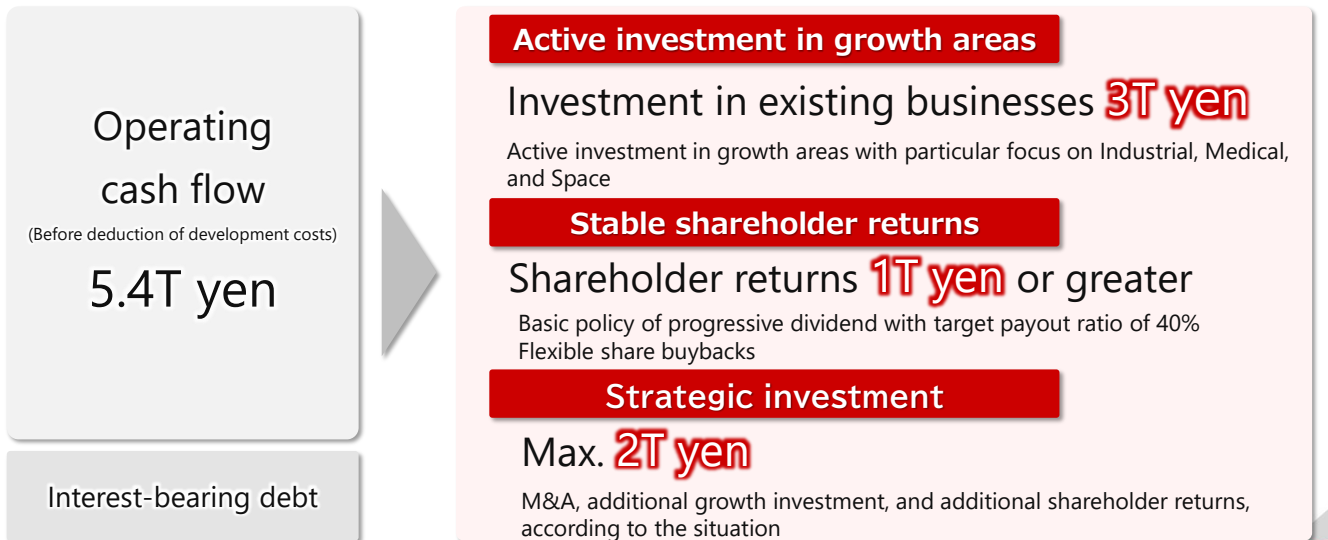 Operating
cash flow
(Before deduction of development costs)
5.4T yen
Interest-bearing debt
Active investment in growth areas
Investment in existing businesses 3T yen
Active investment in growth areas with particular focus on Industrial, Medical,
and Space
Stable shareholder returns
Shareholder returns 1T yen or greater
Basic policy of progressive dividend with target payout ratio of 40%
Flexible share buybacks
Strategic investment
Max. 2T yen
M&A, additional growth investment, and additional shareholder returns,
according to the situation